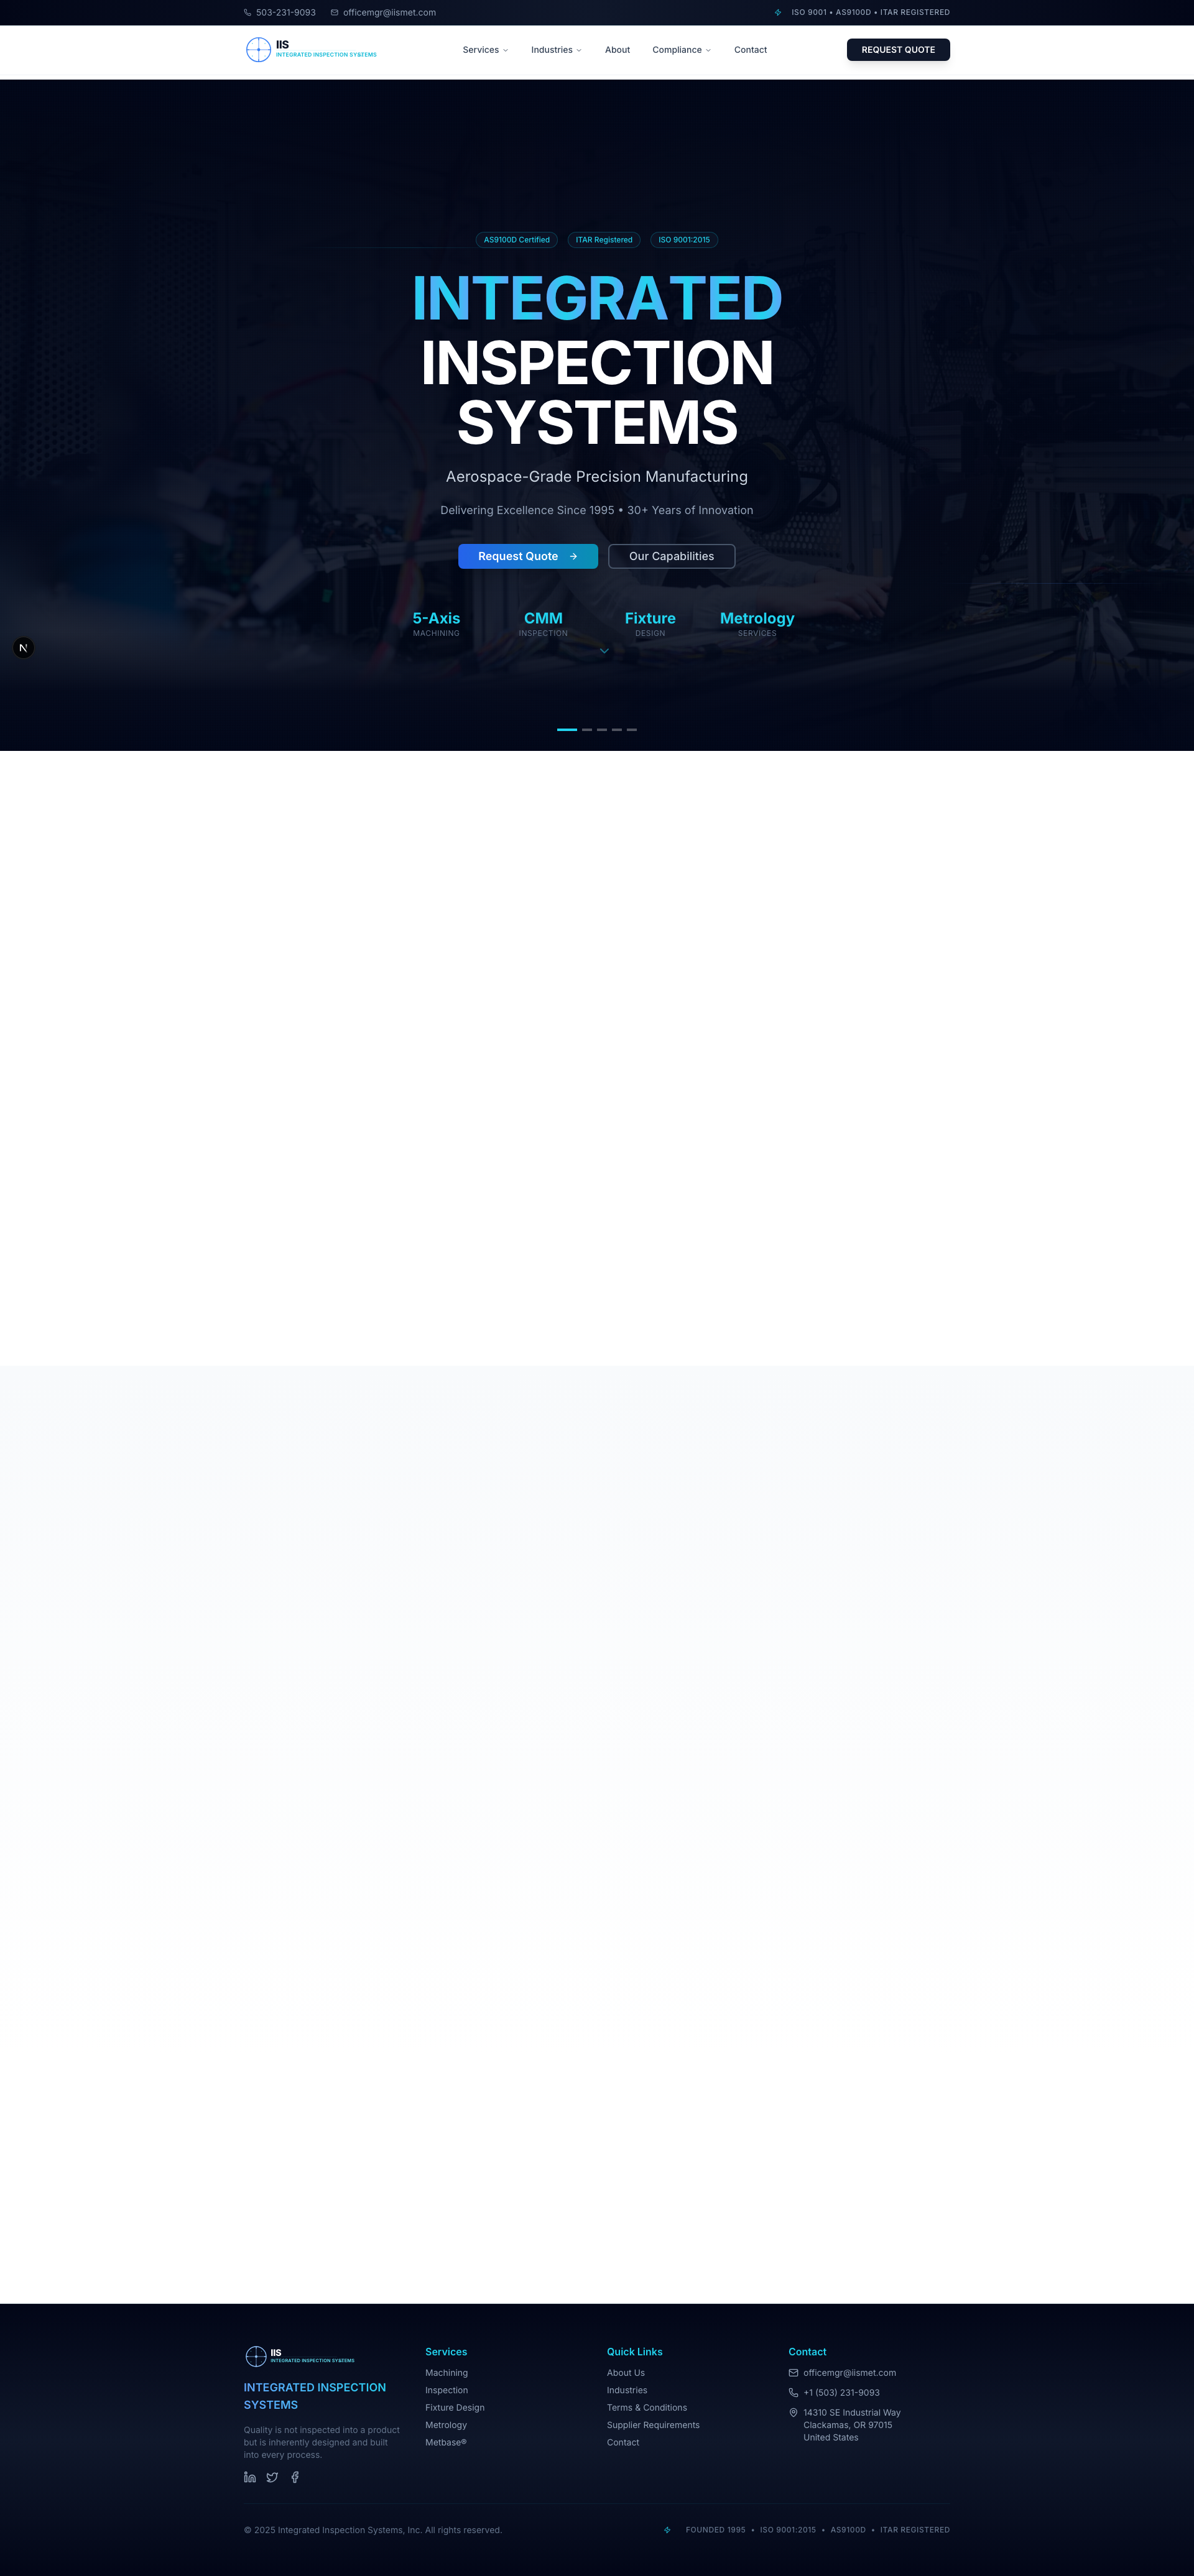 503-231-9093 officemgr@iismet.com ISO 9001 • AS9100D • ITAR REGISTERED
IIS
INTEGRATED INSPECTION SYSTEMS
Services Industries About Compliance Contact REQUEST QUOTE
AS9100D Certified ITAR Registered ISO 9001:2015
INTEGRATED
INSPECTION
SYSTEMS
Aerospace-Grade Precision Manufacturing
Delivering Excellence Since 1995 • 30+ Years of Innovation
Request Quote Our Capabilities
5-Axis CMM Fixture Metrology
MACHINING INSPECTION DESIGN SERVICES
N
IIS
INTEGRATED INSPECTION SYSTEMS
INTEGRATED INSPECTION
SYSTEMS
Quality is not inspected into a product
but is inherently designed and built
into every process.
Services
Machining
Inspection
Fixture Design
Metrology
Metbase®
Quick Links
About Us
Industries
Terms & Conditions
Supplier Requirements
Contact
Contact
officemgr@iismet.com
+1 (503) 231-9093
14310 SE Industrial Way
Clackamas, OR 97015
United States
© 2025 Integrated Inspection Systems, Inc. All rights reserved.
FOUNDED 1995 • ISO 9001:2015 • AS9100D • ITAR REGISTERED